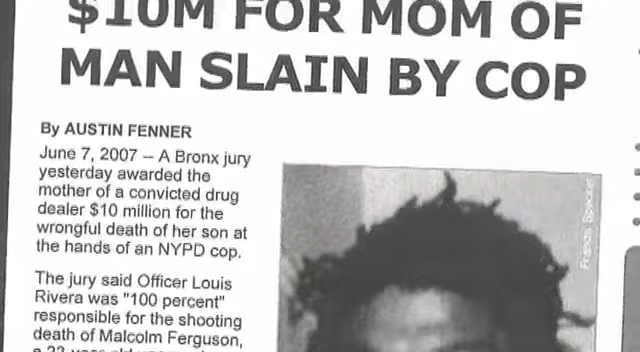 $10M FOR MOM OF
MAN SLAIN BY COP
By AUSTIN FENNER
June 7, 2007 -- A Bronx jury
yesterday awarded the
mother of a convicted drug
dealer $10 million for the
wrongful death of her son at
the hands of an NYPD cop.
The jury said Officer Louis
Rivera was "100 percent"
responsible for the shooting
death of Malcolm Ferguson,
a 23-year-old